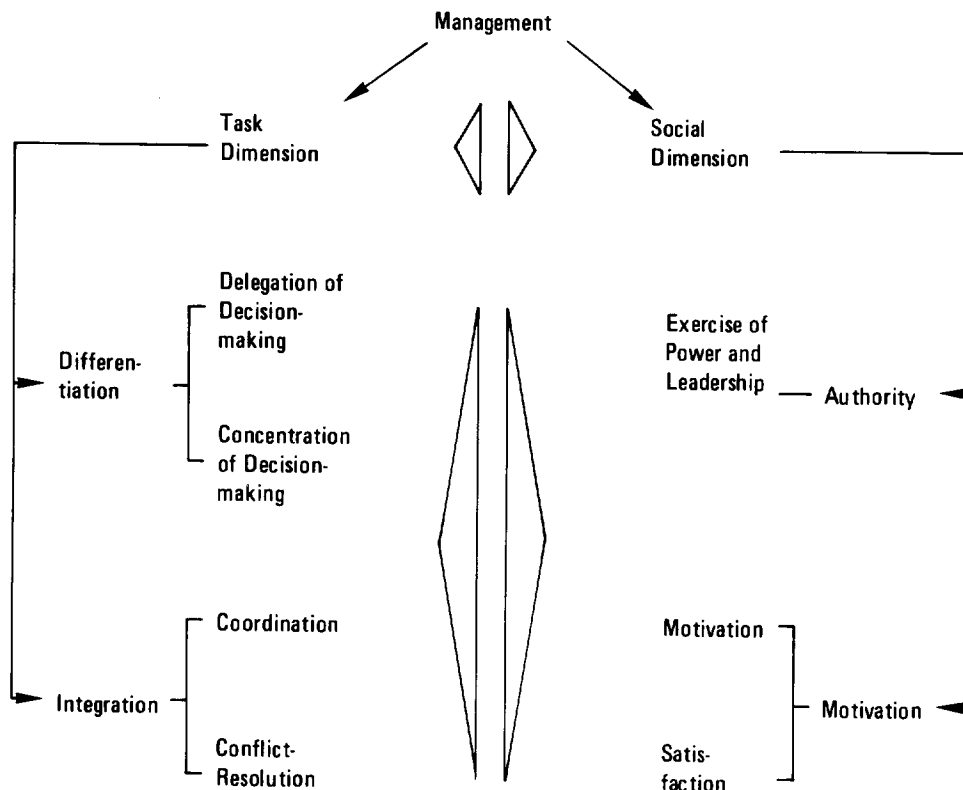 Management
Task
Dimension
Social
Dimension
Delegation of
Decision-
making
Differen-
tiation
Concentration
of Decision-
making
Exercise of
Power and
Leadership
Authority
Coordination
Integration
Conflict-
Resolution
Motivation
Motivation
Satis-
faction